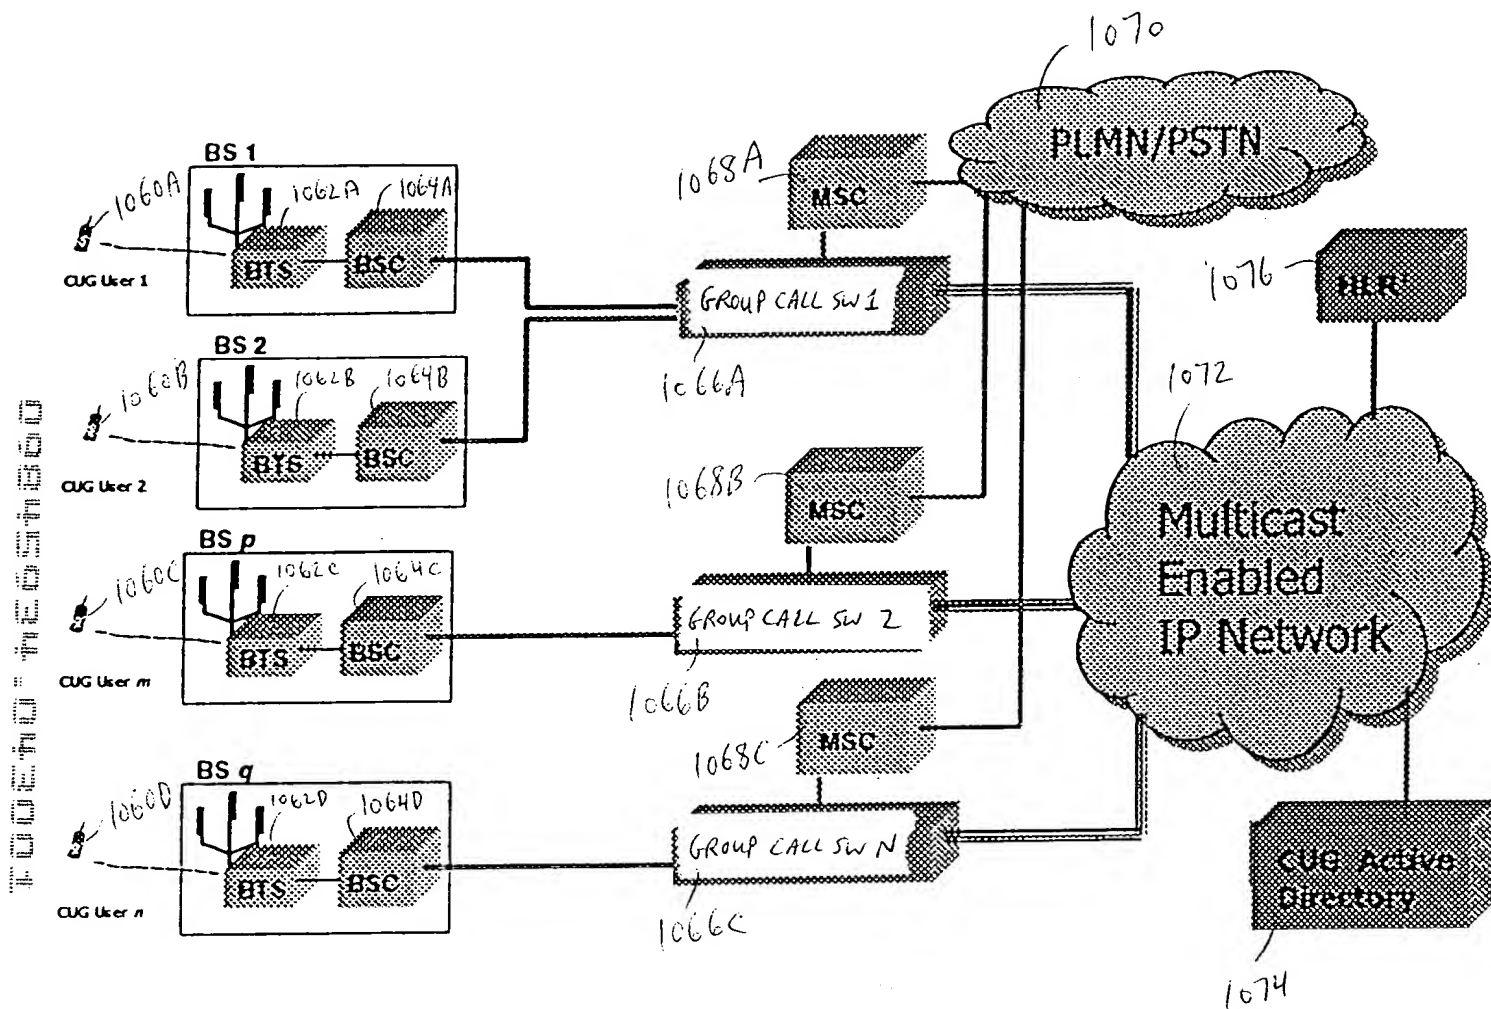 1070
PLMN/PSTN
BS 1
1060A
1062A
1064A
BTS
BSC
CUG User 1
1068A
MSC
GROUP CALL SW 1
1066A
1076
HLR
BS 2
1060B
1062B
1064B
BTS
BSC
CUG User 2
1068B
MSC
1072
Multicast
Enabled
IP Network
BS p
1060C
1062C
1064C
BTS
BSC
CUG User m
GROUP CALL SW 2
1066B
1068C
MSC
BS q
1060D
1062D
1064D
BTS
BSC
CUG User n
GROUP CALL SW N
1066C
CUG Active
Directory
1074